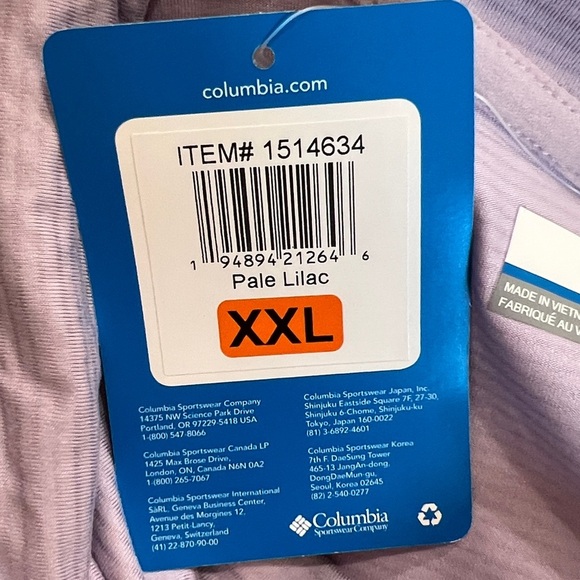 columbia.com
ITEM# 1514634
1 94894 21264 6
Pale Lilac
XXL
Columbia Sportswear Company
14375 NW Science Park Drive
Portland, OR 97229-5418 USA
1-(800) 547-8066
Columbia Sportswear Canada LP
1425 Max Brose Drive,
London, ON, Canada N6N 0A2
1-(800) 265-7067
Columbia Sportswear International
SàRL, Geneva Business Center,
Avenue des Morgines 12,
1213 Petit-Lancy,
Geneva, Switzerland
(41) 22-870-90-00
Columbia Sportswear Japan, Inc.
Shinjuku Eastside Square 7F, 27-30,
Shinjuku 6-Chome, Shinjuku-ku
Tokyo, Japan 160-0022
(81) 3-6892-4601
Columbia Sportswear Korea
7th F. DaeSung Tower
465-13 JangAn-dong,
DongDaeMun-gu,
Seoul, Korea 02645
(82) 2-540-0277
Columbia
Sportswear Company
MADE IN VIETN
FABRIQUÉ AU V